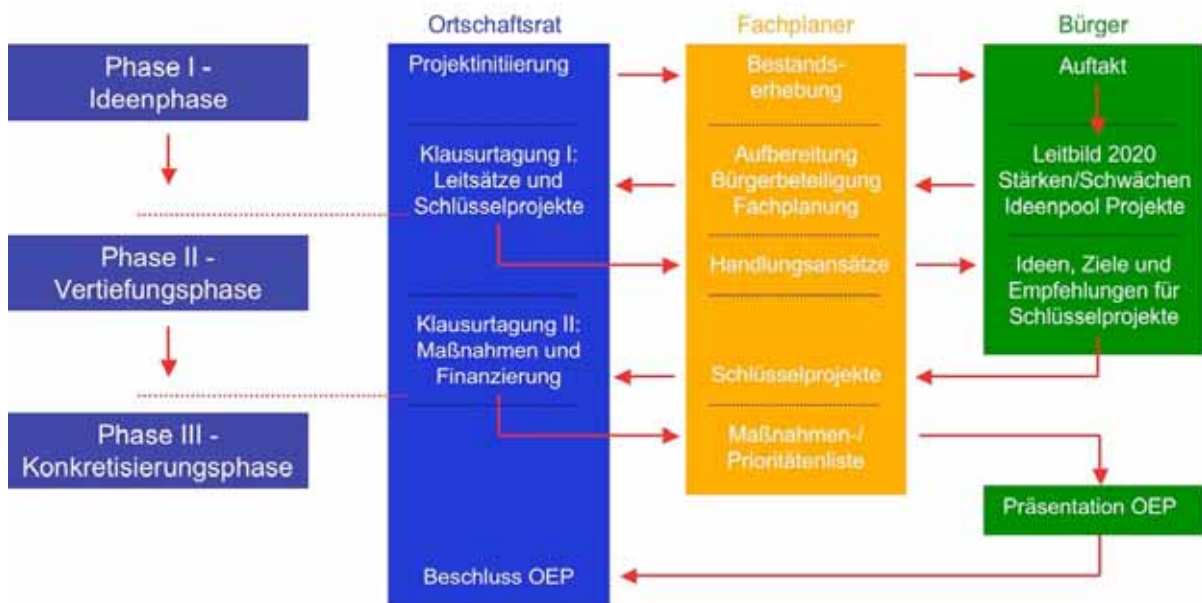 Ortschaftsrat
Fachplaner
Bürger
Phase I -
Ideenphase
Projektinitiierung
Bestands-
erhebung
Auftakt
Klausurtagung I:
Leitsätze und
Schlüsselprojekte
Aufbereitung
Bürgerbeteiligung
Fachplanung
Leitbild 2020
Stärken/Schwächen
Ideenpool Projekte
Phase II -
Vertiefungsphase
Handlungsansätze
Ideen, Ziele und
Empfehlungen für
Schlüsselprojekte
Klausurtagung II:
Maßnahmen und
Finanzierung
Schlüsselprojekte
Phase III -
Konkretisierungsphase
Maßnahmen-/
Prioritätenliste
Präsentation OEP
Beschluss OEP